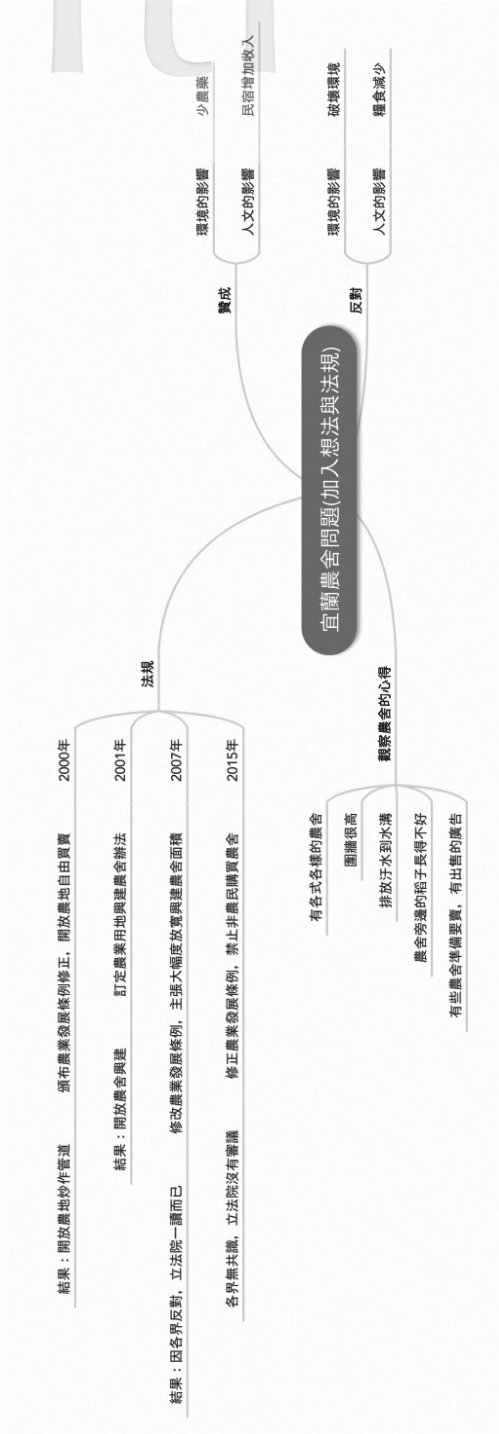 宜蘭農舍問題(加入想法與法規)
法規
2000年
頒布農業發展條例修正，開放農地自由買賣
結果：開放農地炒作管道
2001年
訂定農業用地興建農舍辦法
結果：開放農舍興建
2007年
修改農業發展條例，主張大幅度放寬興建農舍面積
結果：因各界反對，立法院一讀而已
2015年
修正農業發展條例，禁止非農民購買農舍
各界無共識，立法院沒有審議
觀察農舍的心得
有各式各樣的農舍
圍牆很高
排放汙水到水溝
農舍旁邊的稻子長得不好
有些農舍準備要賣，有出售的廣告
贊成
環境的影響
少農藥
人文的影響
民宿增加收入
反對
環境的影響
破壞環境
人文的影響
糧食減少